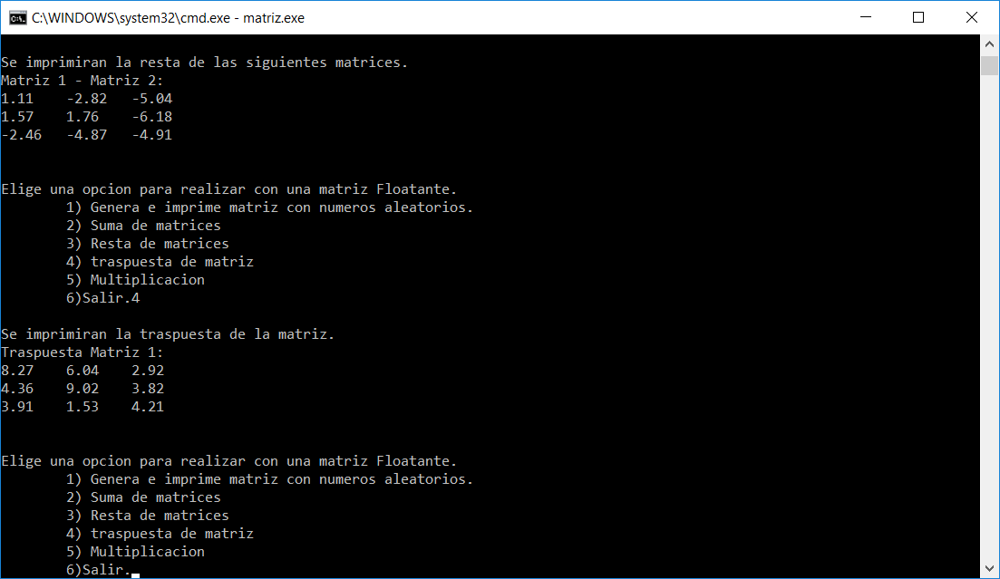 C:\WINDOWS\system32\cmd.exe - matriz.exe
Se imprimiran la resta de las siguientes matrices.
Matriz 1 - Matriz 2:
1.11    -2.82   -5.04
1.57    1.76    -6.18
-2.46   -4.87   -4.91
Elige una opcion para realizar con una matriz Floatante.
        1) Genera e imprime matriz con numeros aleatorios.
        2) Suma de matrices
        3) Resta de matrices
        4) traspuesta de matriz
        5) Multiplicacion
        6)Salir.4
Se imprimiran la traspuesta de la matriz.
Traspuesta Matriz 1:
8.27    6.04    2.92
4.36    9.02    3.82
3.91    1.53    4.21
Elige una opcion para realizar con una matriz Floatante.
        1) Genera e imprime matriz con numeros aleatorios.
        2) Suma de matrices
        3) Resta de matrices
        4) traspuesta de matriz
        5) Multiplicacion
        6)Salir.